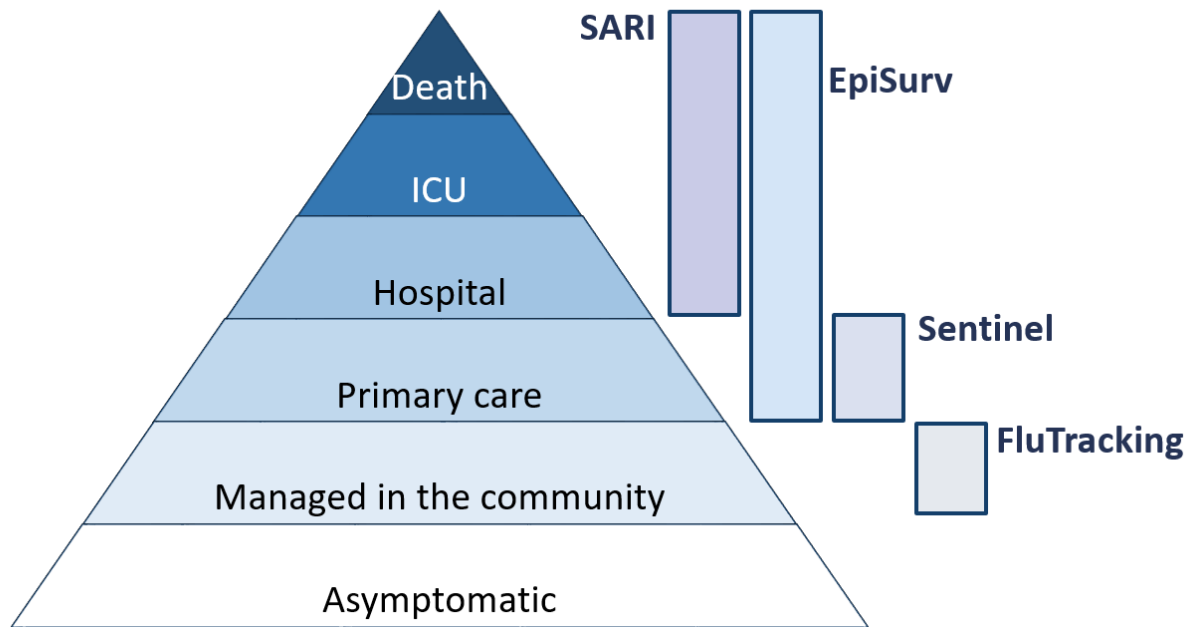 SARI
EpiSurv
Death
ICU
Hospital
Sentinel
Primary care
FluTracking
Managed in the community
Asymptomatic